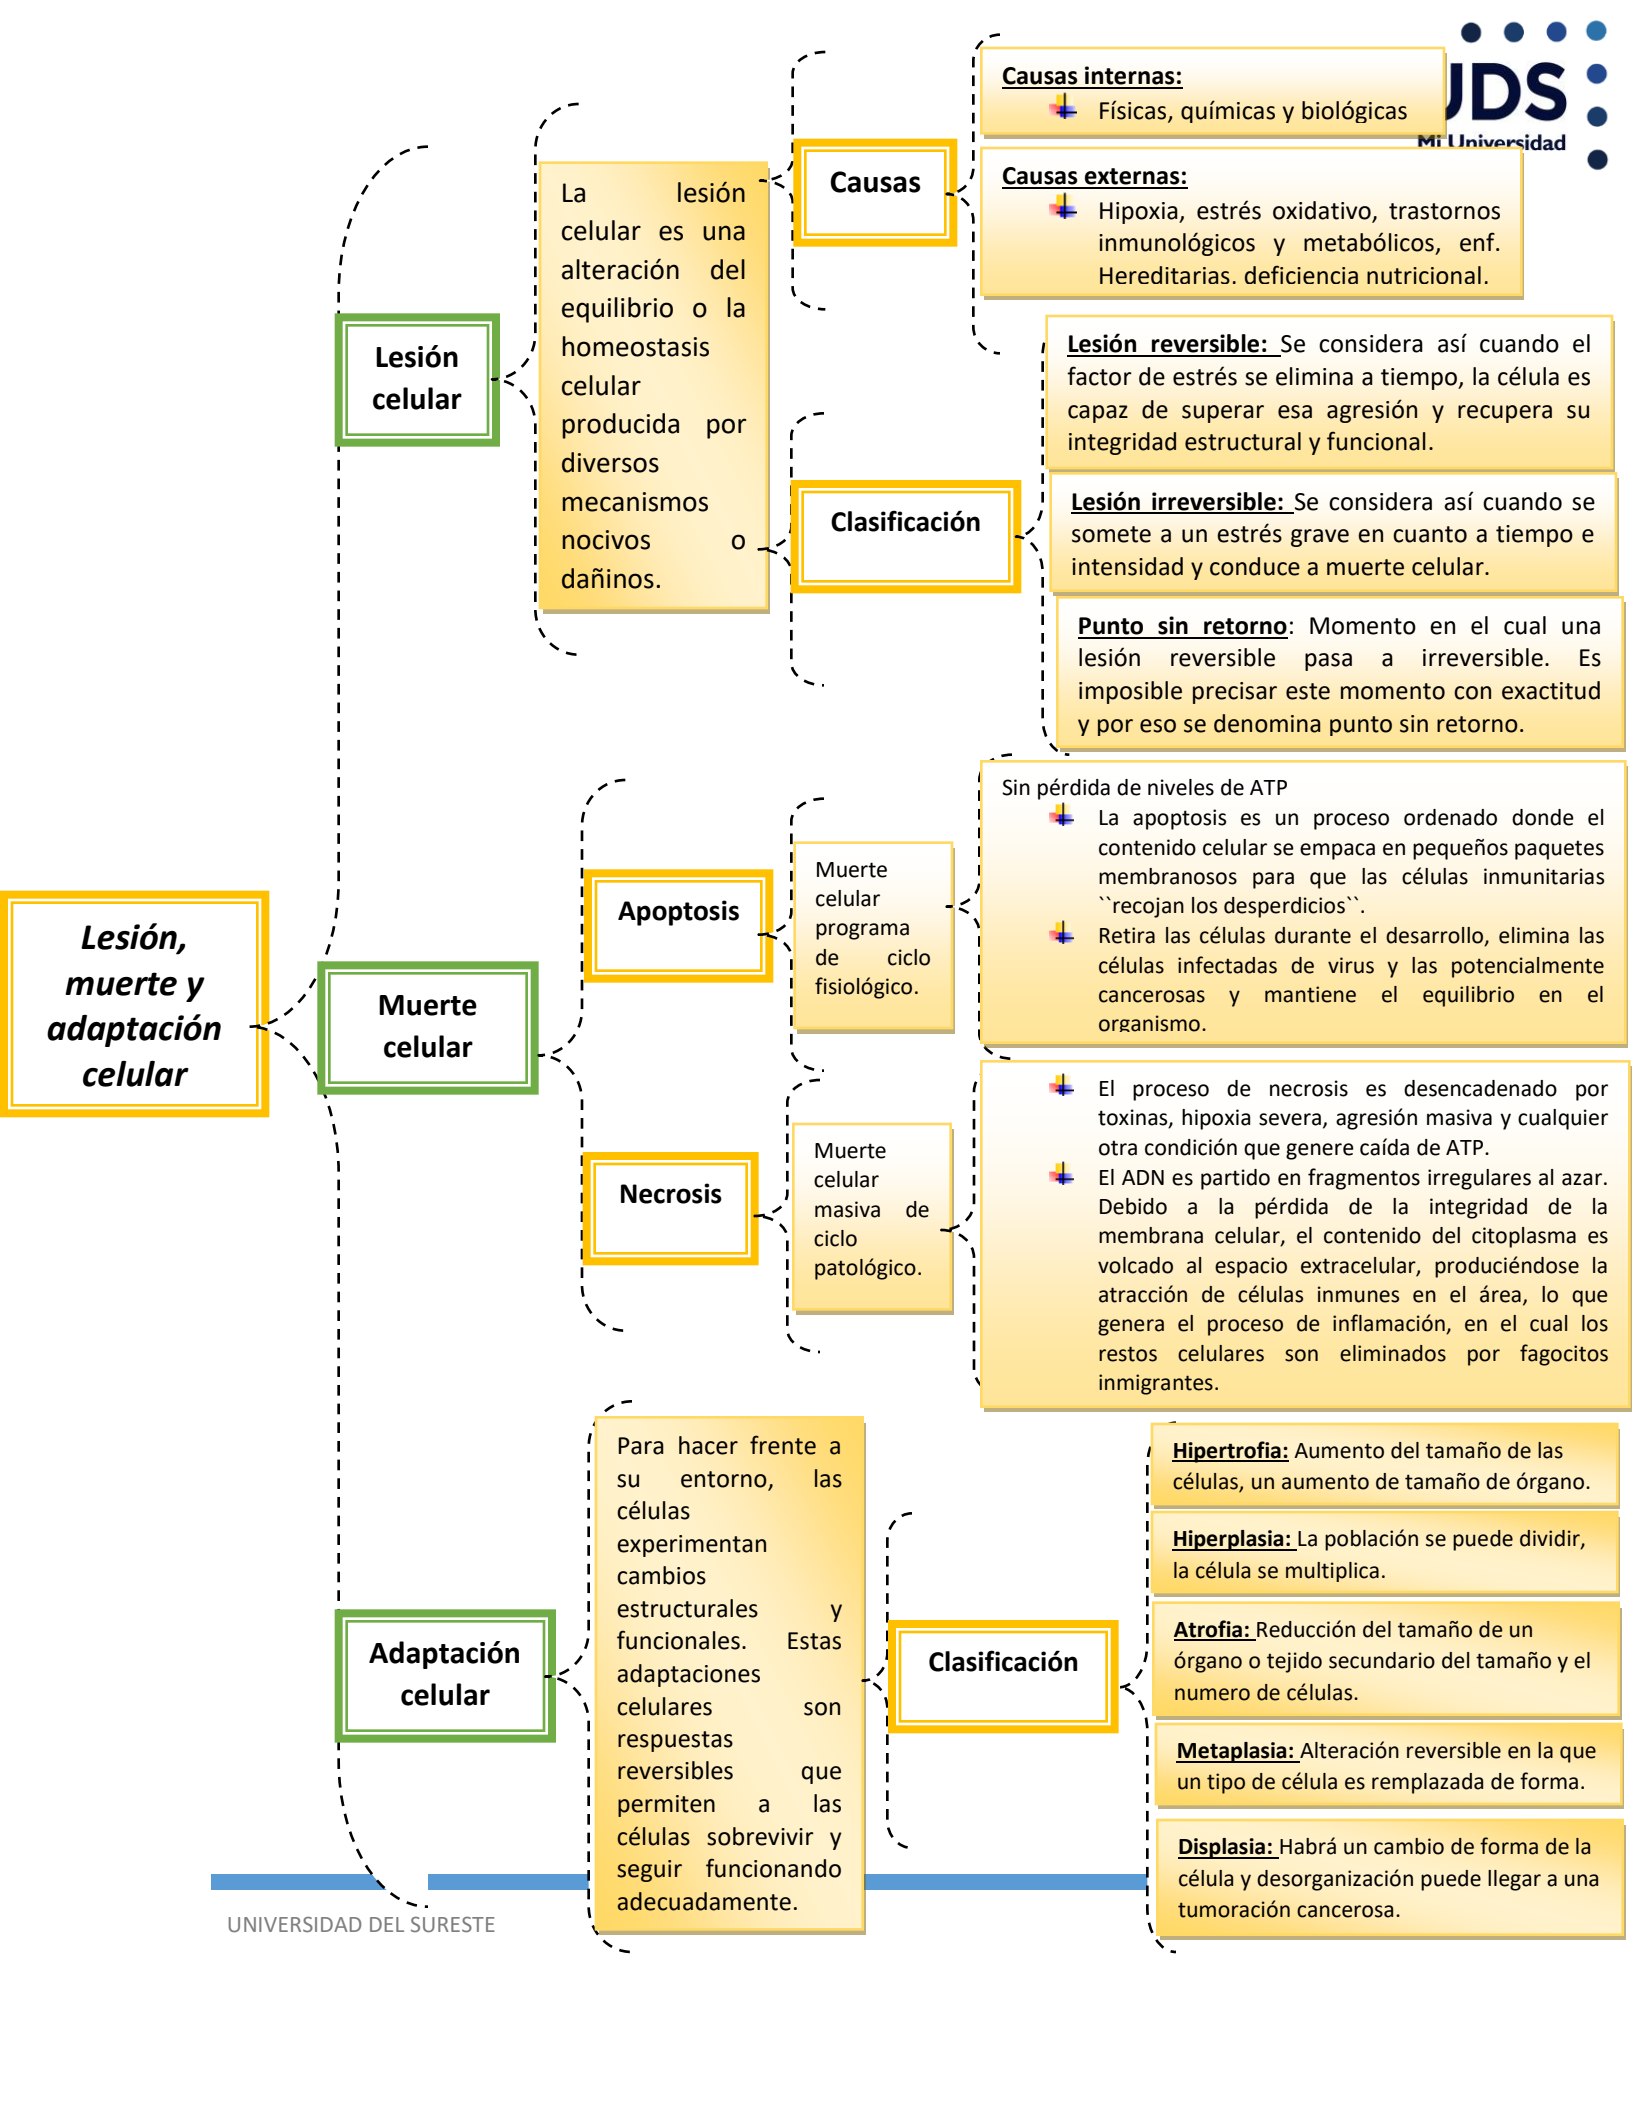 UDS
Mi Universidad
Lesión,
muerte y
adaptación
celular
Lesión
celular
La lesión
celular es una
alteración del
equilibrio o la
homeostasis
celular
producida por
diversos
mecanismos
nocivos o
dañinos.
Causas
Causas internas:
Físicas, químicas y biológicas
Causas externas:
Hipoxia, estrés oxidativo, trastornos
inmunológicos y metabólicos, enf.
Hereditarias. deficiencia nutricional.
Clasificación
Lesión reversible: Se considera así cuando el
factor de estrés se elimina a tiempo, la célula es
capaz de superar esa agresión y recupera su
integridad estructural y funcional.
Lesión irreversible: Se considera así cuando se
somete a un estrés grave en cuanto a tiempo e
intensidad y conduce a muerte celular.
Punto sin retorno: Momento en el cual una
lesión reversible pasa a irreversible. Es
imposible precisar este momento con exactitud
y por eso se denomina punto sin retorno.
Muerte
celular
Apoptosis
Muerte
celular
programa
de ciclo
fisiológico.
Sin pérdida de niveles de ATP
La apoptosis es un proceso ordenado donde el
contenido celular se empaca en pequeños paquetes
membranosos para que las células inmunitarias
``recojan los desperdicios``.
Retira las células durante el desarrollo, elimina las
células infectadas de virus y las potencialmente
cancerosas y mantiene el equilibrio en el
organismo.
Necrosis
Muerte
celular
masiva de
ciclo
patológico.
El proceso de necrosis es desencadenado por
toxinas, hipoxia severa, agresión masiva y cualquier
otra condición que genere caída de ATP.
El ADN es partido en fragmentos irregulares al azar.
Debido a la pérdida de la integridad de la
membrana celular, el contenido del citoplasma es
volcado al espacio extracelular, produciéndose la
atracción de células inmunes en el área, lo que
genera el proceso de inflamación, en el cual los
restos celulares son eliminados por fagocitos
inmigrantes.
Adaptación
celular
Para hacer frente a
su entorno, las
células
experimentan
cambios
estructurales y
funcionales. Estas
adaptaciones
celulares son
respuestas
reversibles que
permiten a las
células sobrevivir y
seguir funcionando
adecuadamente.
Clasificación
Hipertrofia: Aumento del tamaño de las
células, un aumento de tamaño de órgano.
Hiperplasia: La población se puede dividir,
la célula se multiplica.
Atrofia: Reducción del tamaño de un
órgano o tejido secundario del tamaño y el
numero de células.
Metaplasia: Alteración reversible en la que
un tipo de célula es remplazada de forma.
Displasia: Habrá un cambio de forma de la
célula y desorganización puede llegar a una
tumoración cancerosa.
UNIVERSIDAD DEL SURESTE